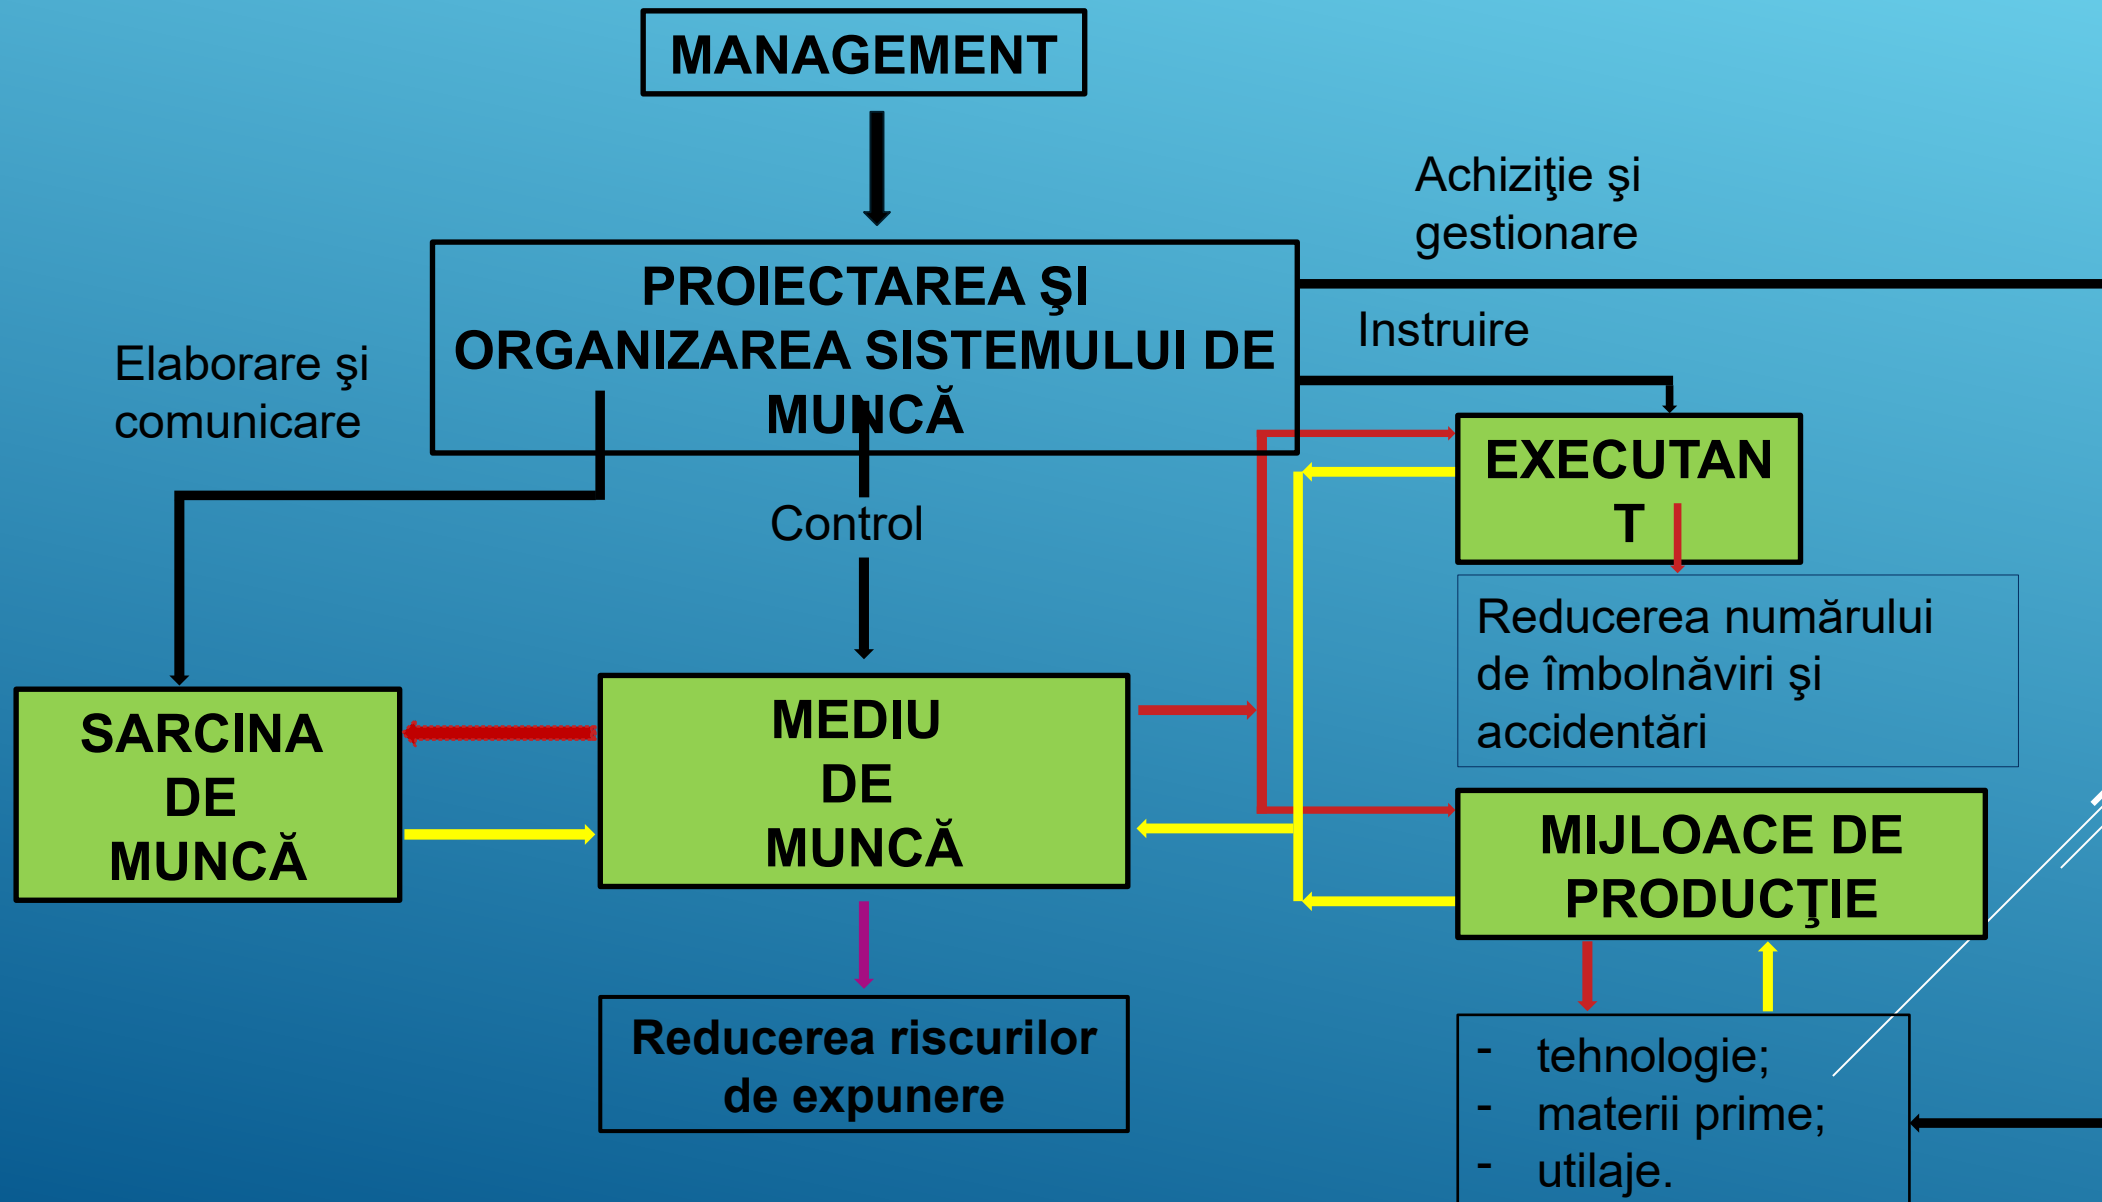 MANAGEMENT
Achiziţie şi
gestionare
PROIECTAREA ŞI
ORGANIZAREA SISTEMULUI DE
MUNCĂ
Instruire
Elaborare şi
comunicare
Control
EXECUTAN
T
Reducerea numărului
de îmbolnăviri şi
accidentări
SARCINA
DE
MUNCĂ
MEDIU
DE
MUNCĂ
MIJLOACE DE
PRODUCŢIE
Reducerea riscurilor
de expunere
- tehnologie;
- materii prime;
- utilaje.